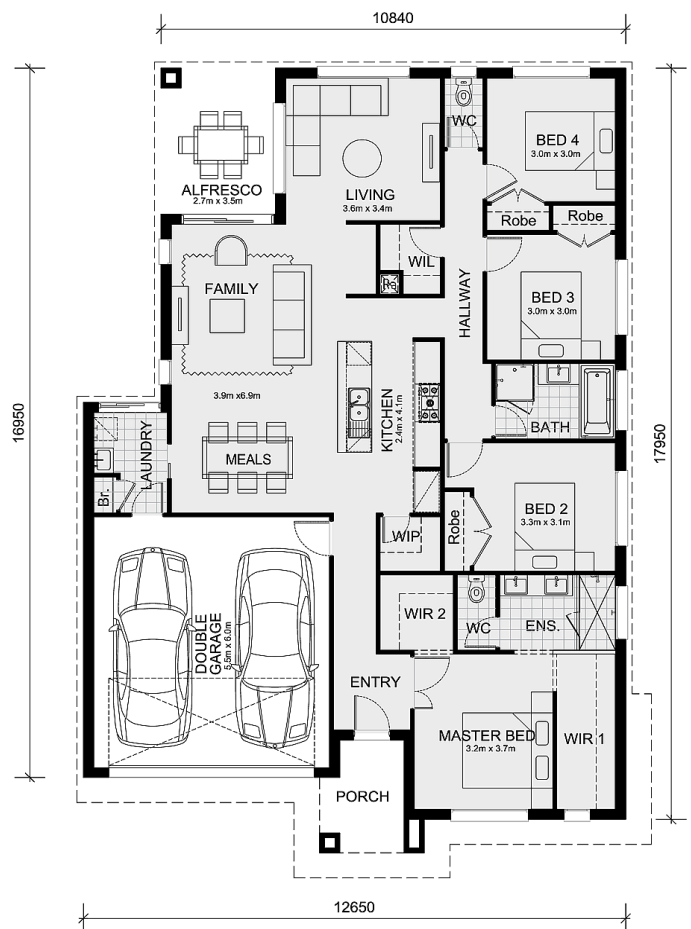 10840
16950
17950
WC
BED 4
3.0m x 3.0m
ALFRESCO
2.7m x 3.5m
LIVING
3.6m x 3.4m
Robe
Robe
WIL
FAMILY
HALLWAY
BED 3
3.0m x 3.0m
3.9m x6.9m
KITCHEN
2.4m x 4.1m
BATH
LAUNDRY
MEALS
Br.
Robe
BED 2
3.3m x 3.1m
WIP
WIR 2
WC
ENS.
DOUBLE
GARAGE
5.5m x 6.0m
ENTRY
MASTER BED
3.2m x 3.7m
WIR 1
PORCH
12650